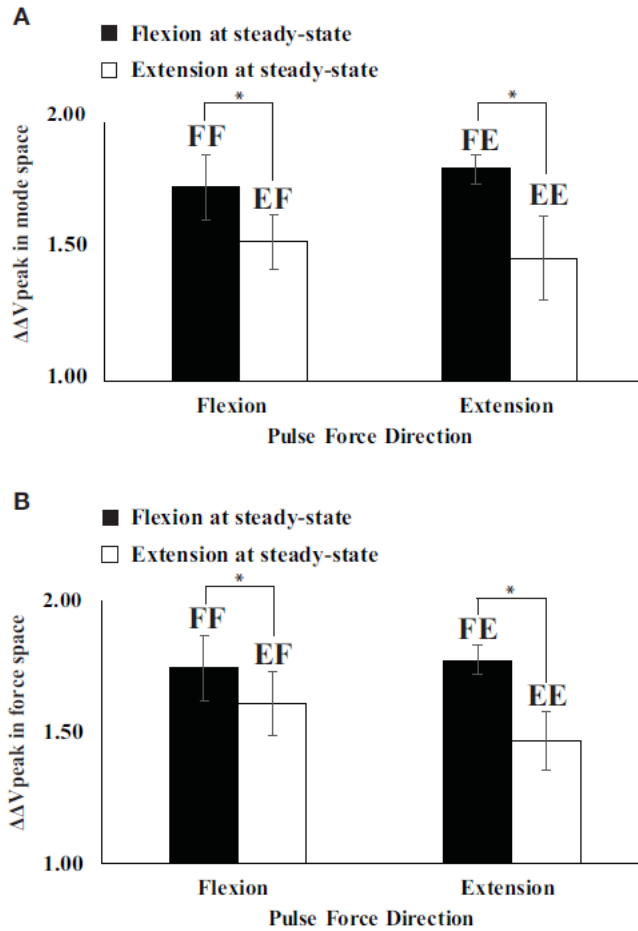 A
Flexion at steady-state
Extension at steady-state
ΔΔVpeak in mode space
2.00
1.50
1.00
*
*
FF
EF
FE
EE
Flexion
Extension
Pulse Force Direction
B
Flexion at steady-state
Extension at steady-state
ΔΔVpeak in force space
2.00
1.50
1.00
*
*
FF
EF
FE
EE
Flexion
Extension
Pulse Force Direction